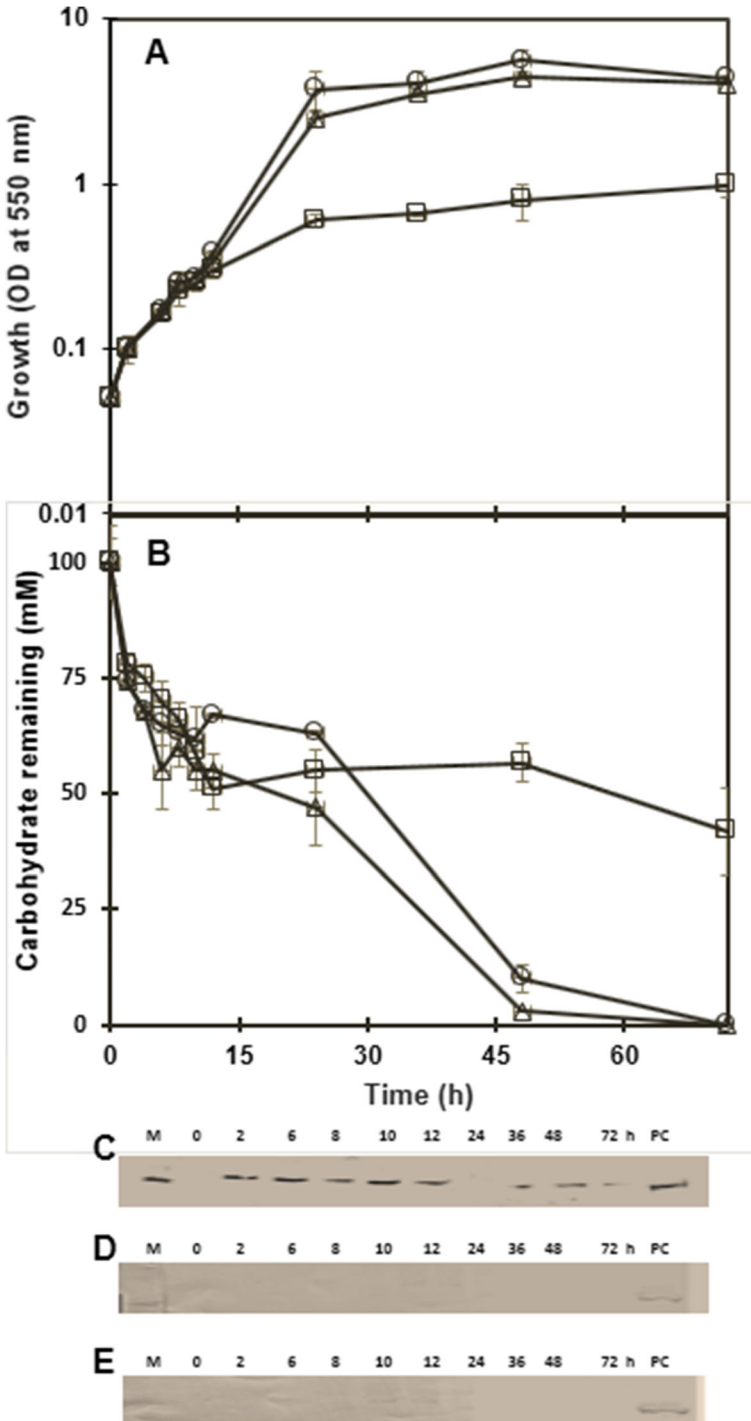 10
A
1
0.1
0.01
Growth (OD at 550 nm)
B
100
75
50
25
0
Carbohydrate remaining (mM)
0 15 30 45 60
Time (h)
C
M 0 2 6 8 10 12 24 36 48 72 h PC
D
M 0 2 6 8 10 12 24 36 48 72 h PC
E
M 0 2 6 8 10 12 24 36 48 72 h PC